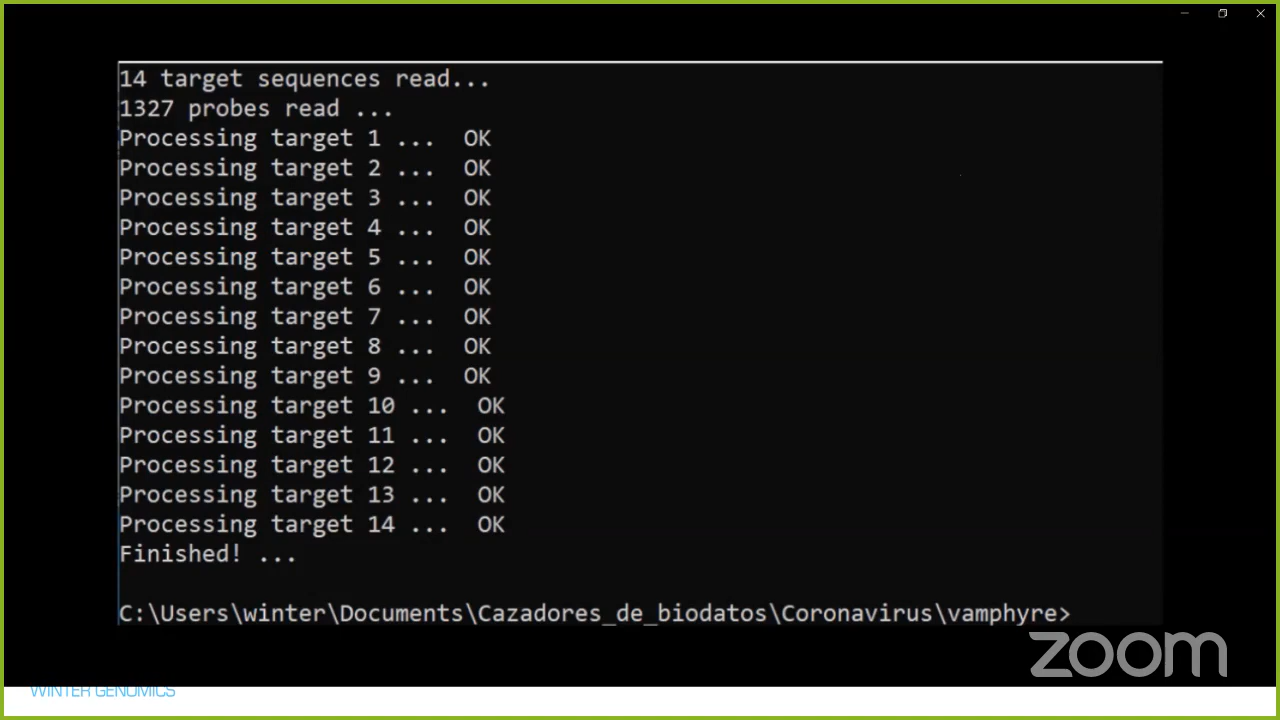 14 target sequences read...
1327 probes read ...
Processing target 1 ...  OK
Processing target 2 ...  OK
Processing target 3 ...  OK
Processing target 4 ...  OK
Processing target 5 ...  OK
Processing target 6 ...  OK
Processing target 7 ...  OK
Processing target 8 ...  OK
Processing target 9 ...  OK
Processing target 10 ...  OK
Processing target 11 ...  OK
Processing target 12 ...  OK
Processing target 13 ...  OK
Processing target 14 ...  OK
Finished! ...
C:\Users\winter\Documents\Cazadores_de_biodatos\Coronavirus\vamphyre>
zoom
WINTER GENOMICS